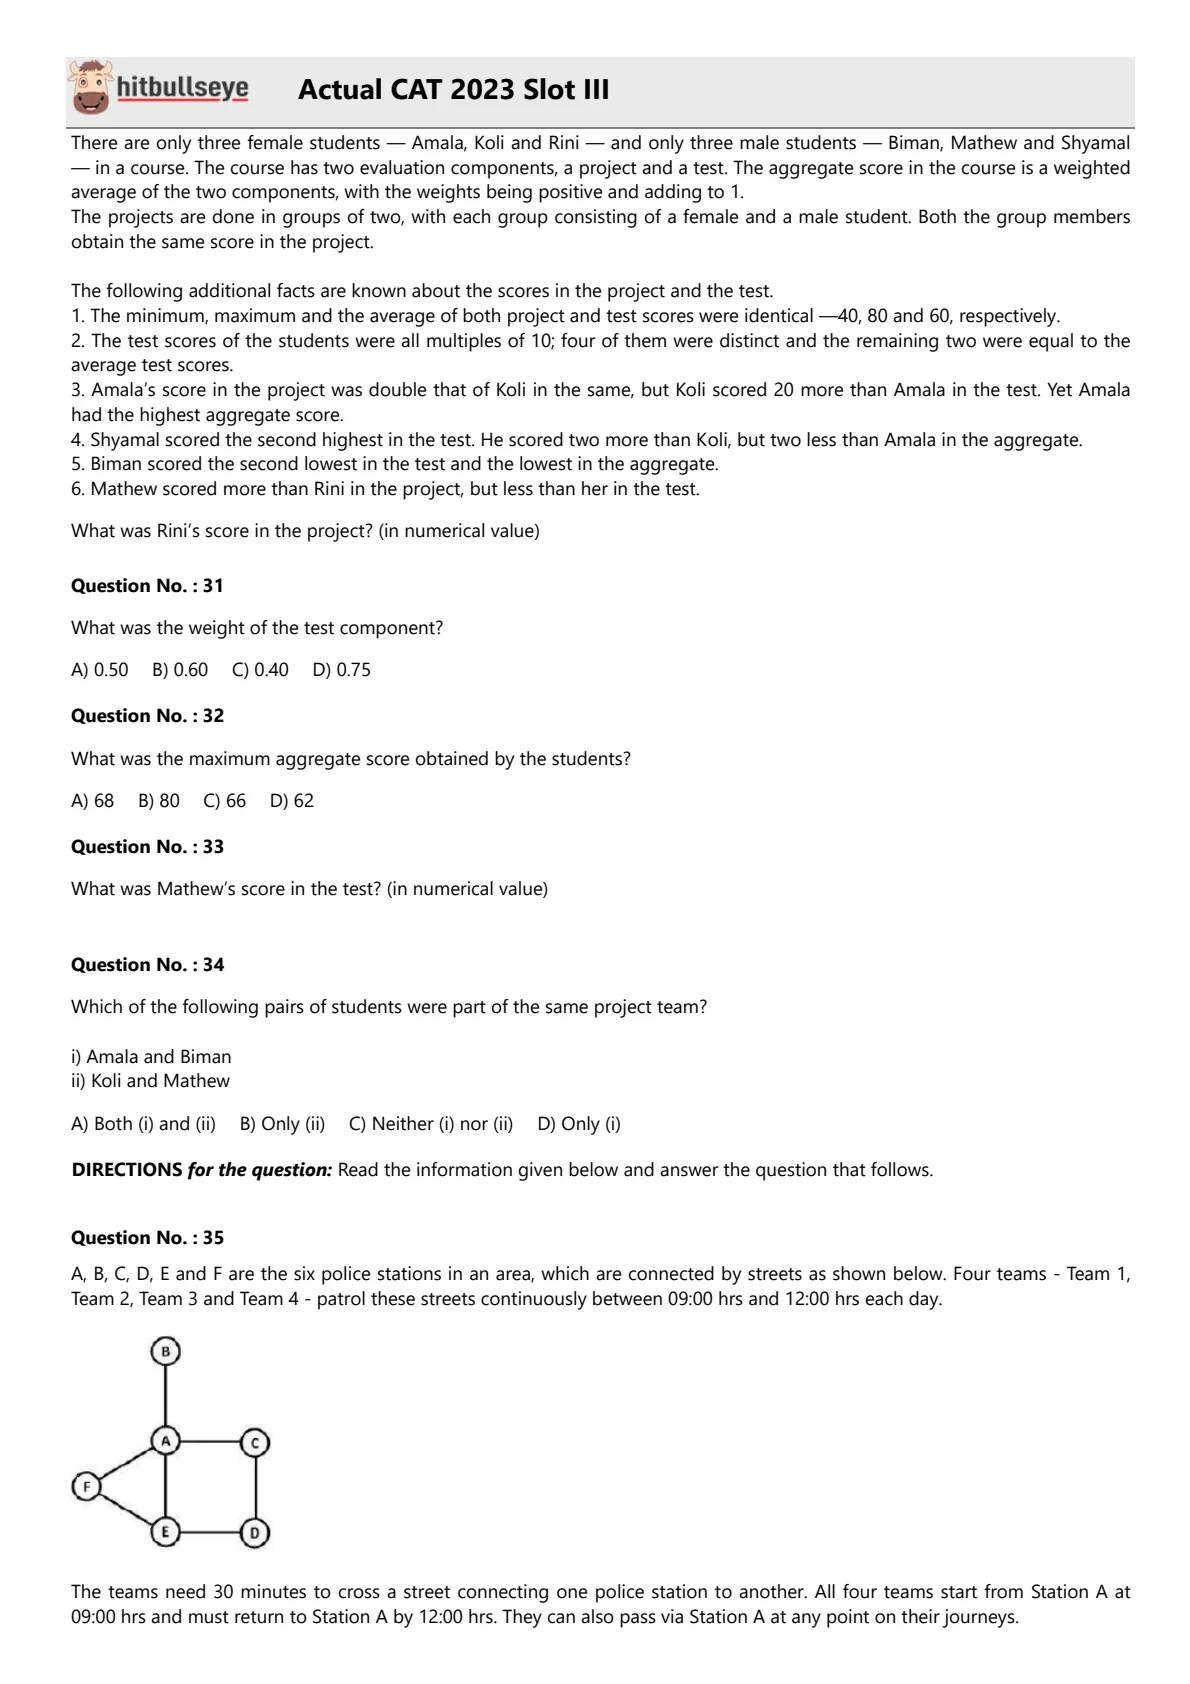 hitbullseye Actual CAT 2023 Slot III
There are only three female students — Amala, Koli and Rini — and only three male students — Biman, Mathew and Shyamal
— in a course. The course has two evaluation components, a project and a test. The aggregate score in the course is a weighted
average of the two components, with the weights being positive and adding to 1.
The projects are done in groups of two, with each group consisting of a female and a male student. Both the group members
obtain the same score in the project.
The following additional facts are known about the scores in the project and the test.
1. The minimum, maximum and the average of both project and test scores were identical —40, 80 and 60, respectively.
2. The test scores of the students were all multiples of 10; four of them were distinct and the remaining two were equal to the
average test scores.
3. Amala's score in the project was double that of Koli in the same, but Koli scored 20 more than Amala in the test. Yet Amala
had the highest aggregate score.
4. Shyamal scored the second highest in the test. He scored two more than Koli, but two less than Amala in the aggregate.
5. Biman scored the second lowest in the test and the lowest in the aggregate.
6. Mathew scored more than Rini in the project, but less than her in the test.
What was Rini's score in the project? (in numerical value)
Question No. : 31
What was the weight of the test component?
A) 0.50 B) 0.60 C) 0.40 D) 0.75
Question No. : 32
What was the maximum aggregate score obtained by the students?
A) 68 B) 80 C) 66 D) 62
Question No. : 33
What was Mathew's score in the test? (in numerical value)
Question No. : 34
Which of the following pairs of students were part of the same project team?
i) Amala and Biman
ii) Koli and Mathew
A) Both (i) and (ii) B) Only (ii) C) Neither (i) nor (ii) D) Only (i)
DIRECTIONS for the question: Read the information given below and answer the question that follows.
Question No. : 35
A, B, C, D, E and F are the six police stations in an area, which are connected by streets as shown below. Four teams - Team 1,
Team 2, Team 3 and Team 4 - patrol these streets continuously between 09:00 hrs and 12:00 hrs each day.
B
A C
F
E D
The teams need 30 minutes to cross a street connecting one police station to another. All four teams start from Station A at
09:00 hrs and must return to Station A by 12:00 hrs. They can also pass via Station A at any point on their journeys.